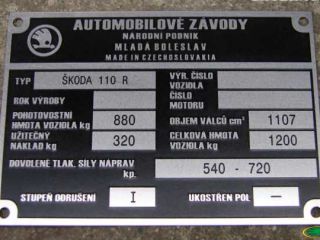 AUTOMOBILOVÉ ZÁVODY
NÁRODNÍ PODNIK
MLADÁ BOLESLAV
MADE IN CZECHOSLOVAKIA
TYP ŠKODA 110 R
VÝR. ČÍSLO VOZIDLA
ROK VÝROBY
ČÍSLO MOTORU
POHOTOVOSTNÍ HMOTA VOZIDLA kg 880
OBJEM VÁLCŮ cm³ 1107
UŽITEČNÝ NÁKLAD kg 320
CELKOVÁ HMOTA VOZIDLA kg 1200
DOVOLENÉ TLAK. SÍLY NÁPRAV kp. 540 - 720
STUPEŇ ODRUŠENÍ I
UKOSTŘEN PÓL —